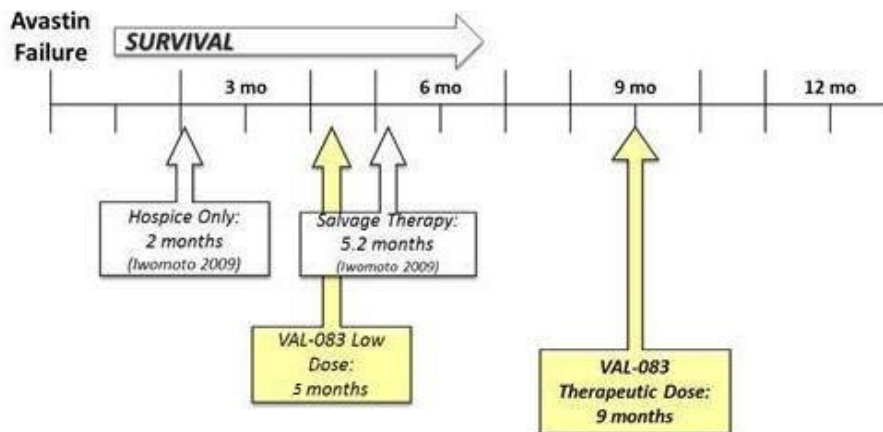 Avastin
Failure
SURVIVAL
3 mo
6 mo
9 mo
12 mo
Hospice Only:
2 months
(Iwomoto 2009)
Salvage Therapy:
5.2 months
(Iwomoto 2009)
VAL-083 Low
Dose:
5 months
VAL-083
Therapeutic Dose:
9 months